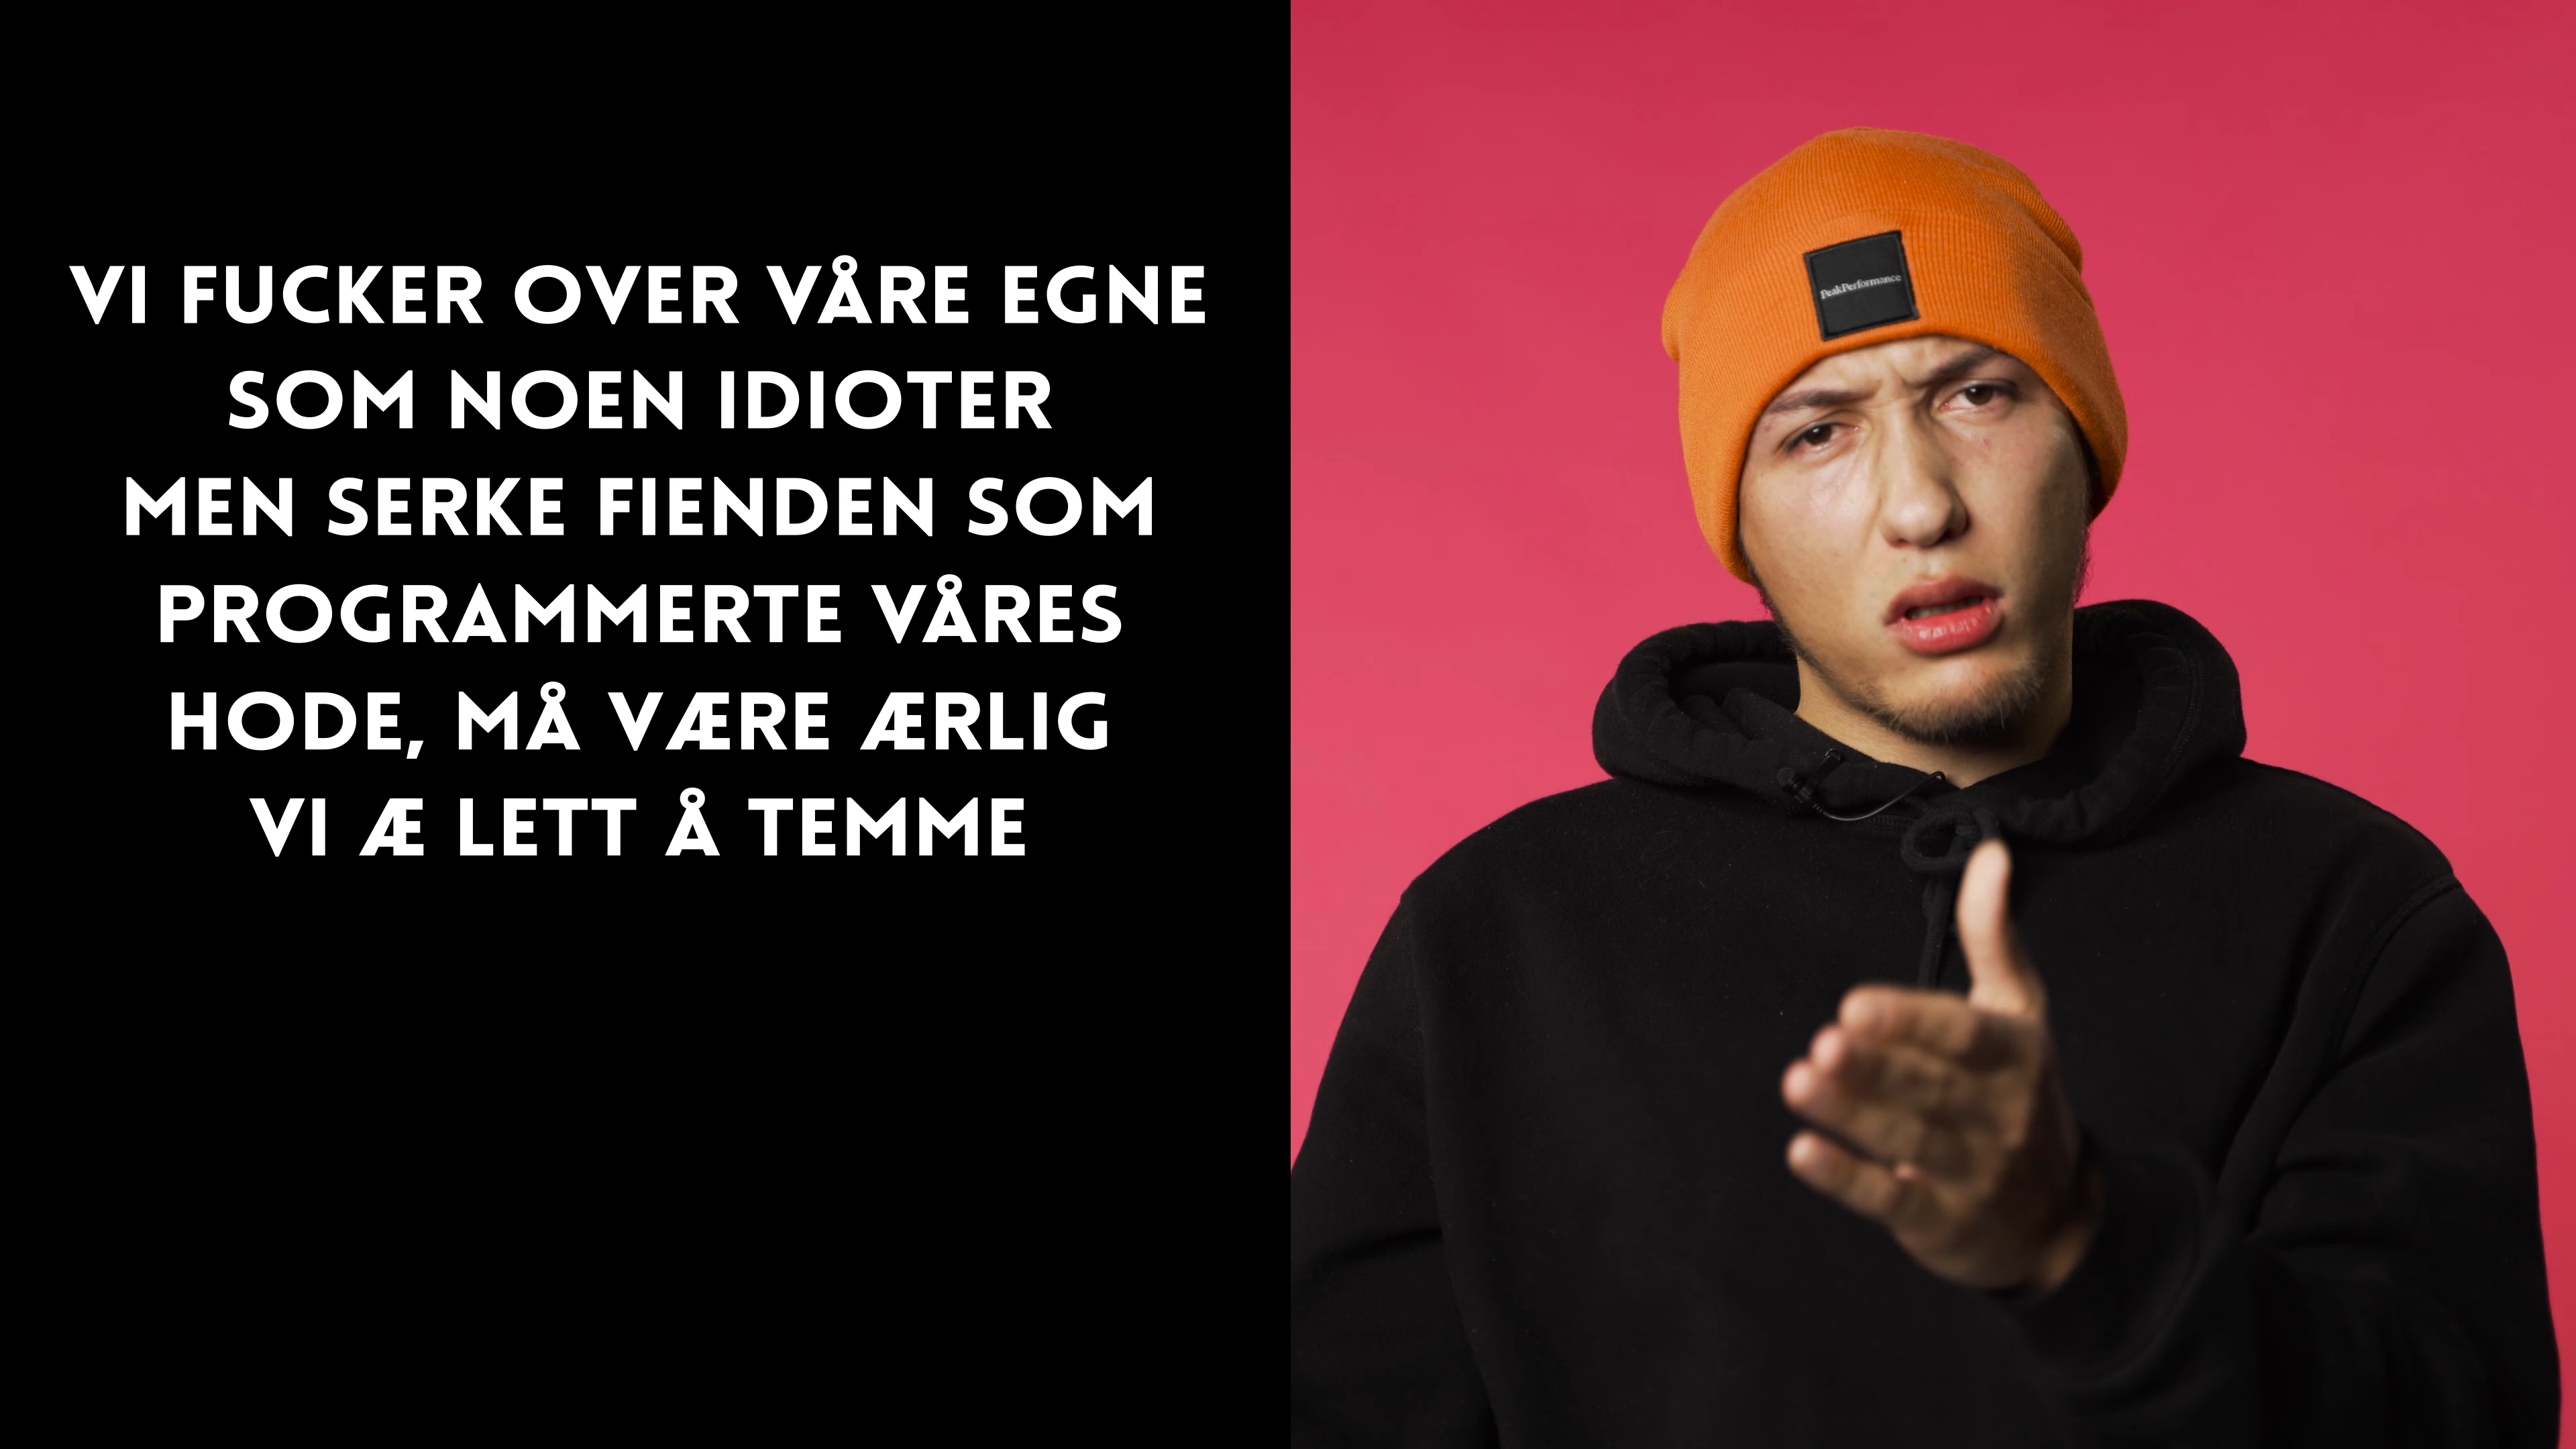 VI FUCKER OVER VÅRE EGNE
SOM NOEN IDIOTER
MEN SERKE FIENDEN SOM
PROGRAMMERTE VÅRES
HODE, MÅ VÆRE ÆRLIG
VI Æ LETT Å TEMME
PeakPerformance